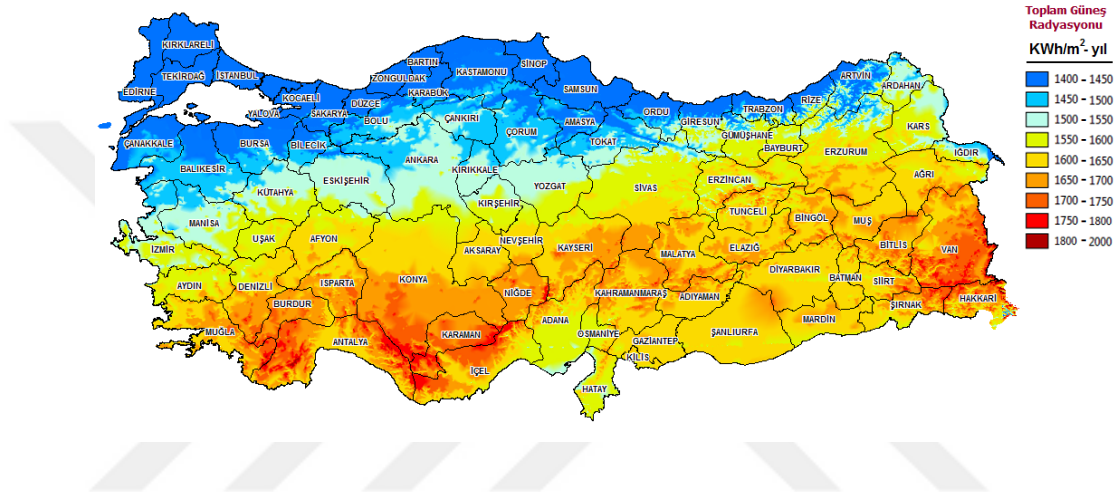 Toplam Güneş
Radyasyonu
KWh/m²- yıl
1400 - 1450
1450 - 1500
1500 - 1550
1550 - 1600
1600 - 1650
1650 - 1700
1700 - 1750
1750 - 1800
1800 - 2000
KIRKLARELİ
TEKİRDAĞ
İSTANBUL
EDİRNE
KOCAELİ
YALOVA
SAKARYA
DÜZCE
BOLU
ZONGULDAK
BARTIN
KARABÜK
KASTAMONU
SİNOP
SAMSUN
ORDU
GİRESUN
TRABZON
RİZE
ARTVİN
ARDAHAN
KARS
IĞDIR
ÇANAKKALE
BURSA
BİLECİK
BALIKESİR
KÜTAHYA
ESKİŞEHİR
ANKARA
ÇANKIRI
KIRIKKALE
ÇORUM
AMASYA
TOKAT
YOZGAT
SİVAS
GÜMÜŞHANE
BAYBURT
ERZURUM
ERZİNCAN
AĞRI
KIRŞEHİR
MANİSA
İZMİR
UŞAK
AFYON
AKSARAY
NEVŞEHİR
KAYSERİ
MALATYA
TUNCELİ
BİNGÖL
MUŞ
ELAZIĞ
BİTLİS
VAN
AYDIN
DENİZLİ
ISPARTA
BURDUR
KONYA
NİĞDE
KAHRAMANMARAŞ
ADIYAMAN
DİYARBAKIR
BATMAN
SİİRT
ŞIRNAK
HAKKARİ
MUĞLA
ANTALYA
KARAMAN
İÇEL
ADANA
OSMANİYE
GAZİANTEP
KİLİS
ŞANLIURFA
MARDİN
HATAY